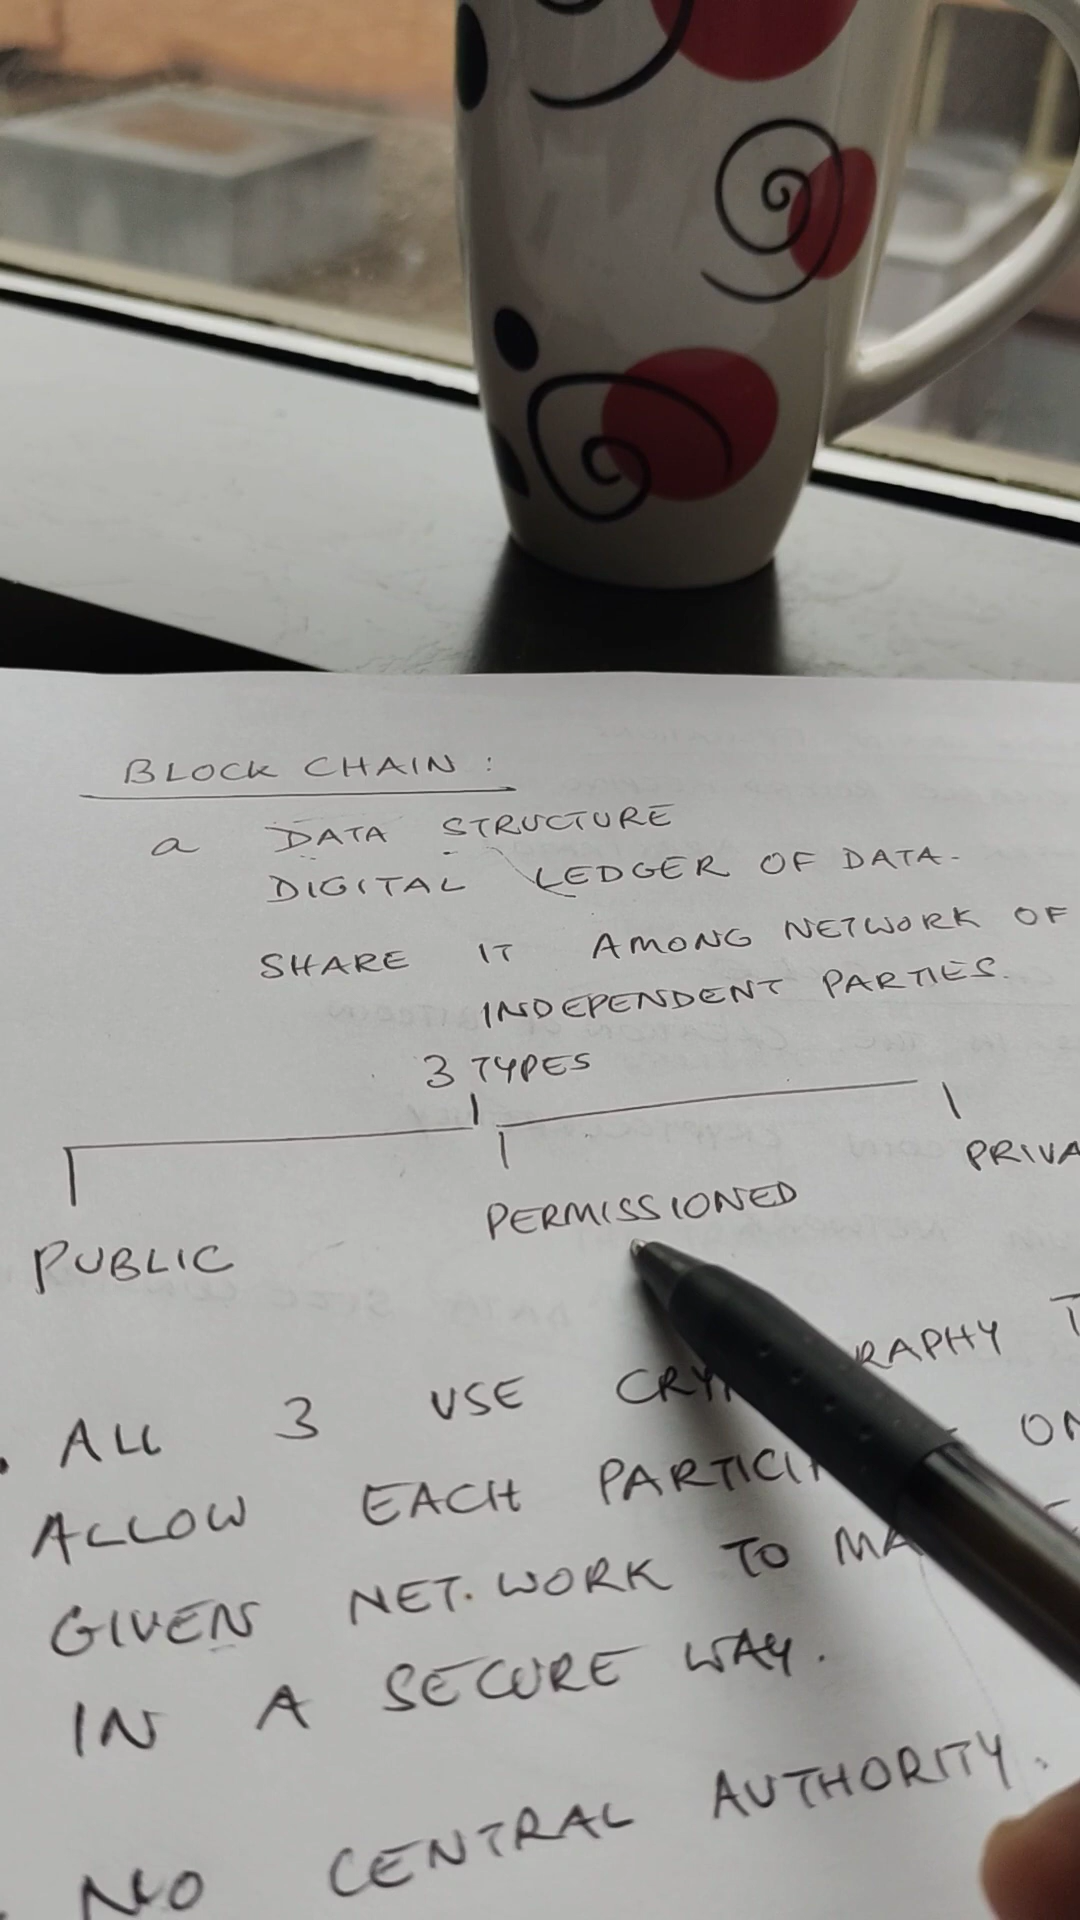 BLOCK CHAIN :
a DATA STRUCTURE
DIGITAL LEDGER OF DATA.
SHARE IT AMONG NETWORK OF
INDEPENDENT PARTIES.
3 TYPES
PUBLIC PERMISSIONED PRIVA
. ALL 3 USE
ALLOW EACH
GIVEN NET.WORK TO
IN A SECURE WAY.
. NO CENTRAL AUTHORITY.